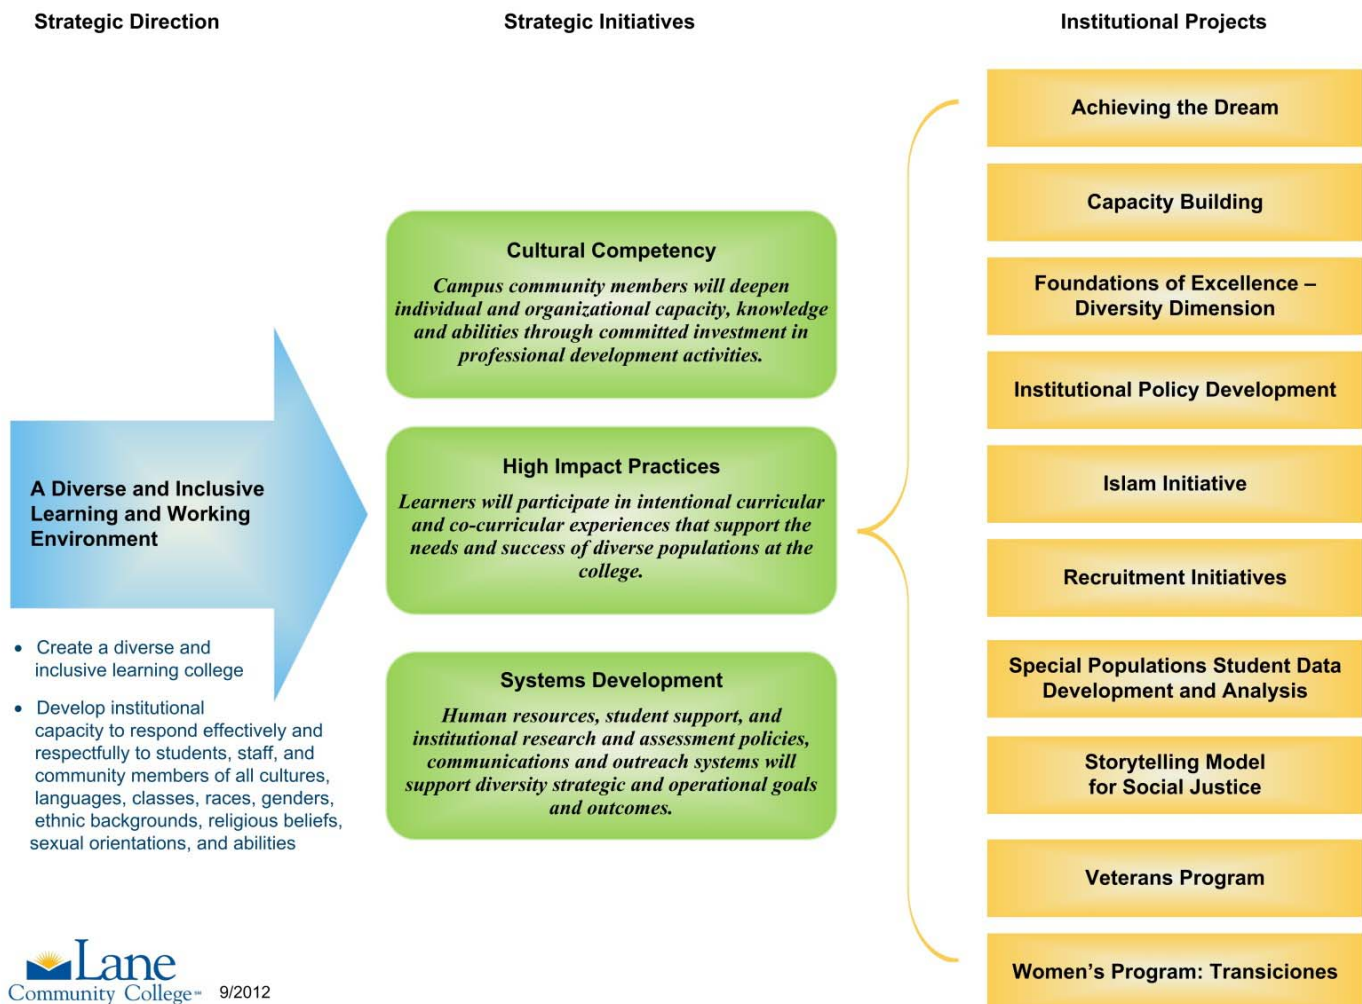 Strategic Direction
Strategic Initiatives
Institutional Projects
A Diverse and Inclusive
Learning and Working
Environment
• Create a diverse and
inclusive learning college
• Develop institutional
capacity to respond effectively and
respectfully to students, staff, and
community members of all cultures,
languages, classes, races, genders,
ethnic backgrounds, religious beliefs,
sexual orientations, and abilities
Cultural Competency
Campus community members will deepen
individual and organizational capacity, knowledge
and abilities through committed investment in
professional development activities.
High Impact Practices
Learners will participate in intentional curricular
and co-curricular experiences that support the
needs and success of diverse populations at the
college.
Systems Development
Human resources, student support, and
institutional research and assessment policies,
communications and outreach systems will
support diversity strategic and operational goals
and outcomes.
Achieving the Dream
Capacity Building
Foundations of Excellence –
Diversity Dimension
Institutional Policy Development
Islam Initiative
Recruitment Initiatives
Special Populations Student Data
Development and Analysis
Storytelling Model
for Social Justice
Veterans Program
Women's Program: Transiciones
Lane
Community College℠ 9/2012